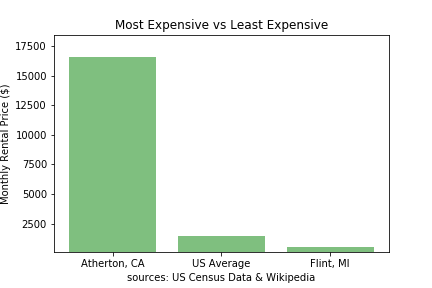 Most Expensive vs Least Expensive
Monthly Rental Price ($)
17500
15000
12500
10000
7500
5000
2500
Atherton, CA
US Average
Flint, MI
sources: US Census Data & Wikipedia